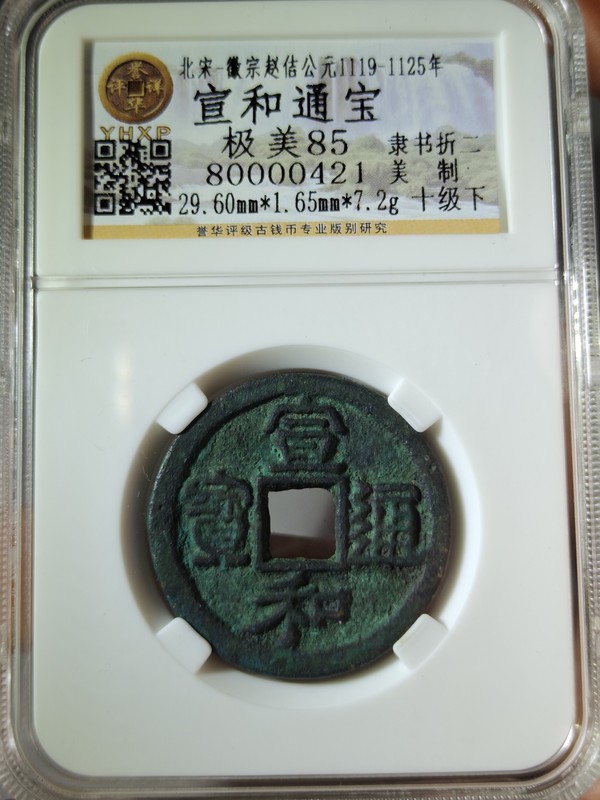 北宋-徽宗赵佶公元1119-1125年
宣和通宝
极美85 隶书折二
80000421 美制
29.60mm*1.65mm*7.2g 十级下
誉华评级古钱币专业版别研究
YHXP
宣
寳 通
和